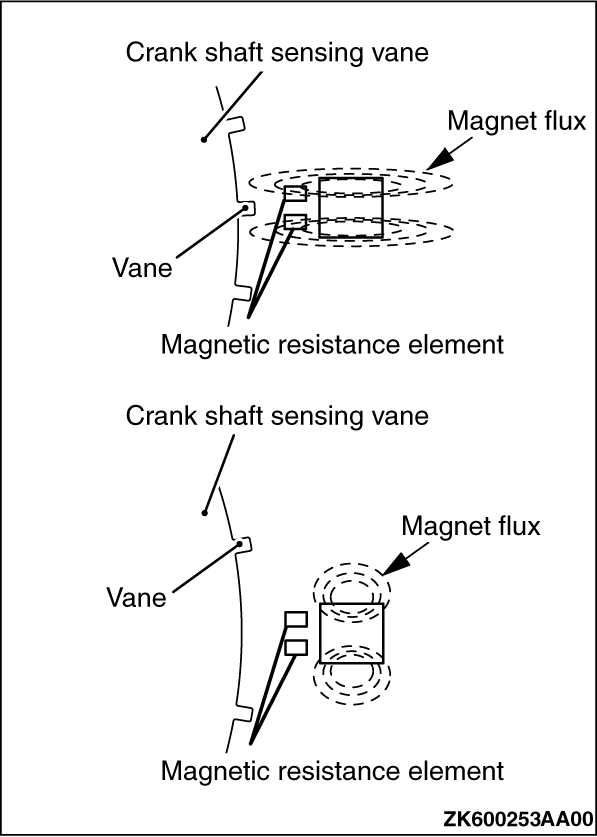 Crank shaft sensing vane
Magnet flux
Vane
Magnetic resistance element
Crank shaft sensing vane
Magnet flux
Vane
Magnetic resistance element
ZK600253AA00